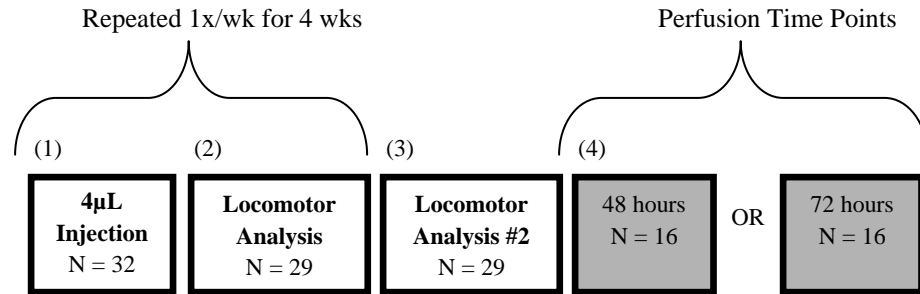 Repeated 1x/wk for 4 wks
Perfusion Time Points
(1)
(2)
(3)
(4)
4µL
Injection
N = 32
Locomotor
Analysis
N = 29
Locomotor
Analysis #2
N = 29
48 hours
N = 16
OR
72 hours
N = 16